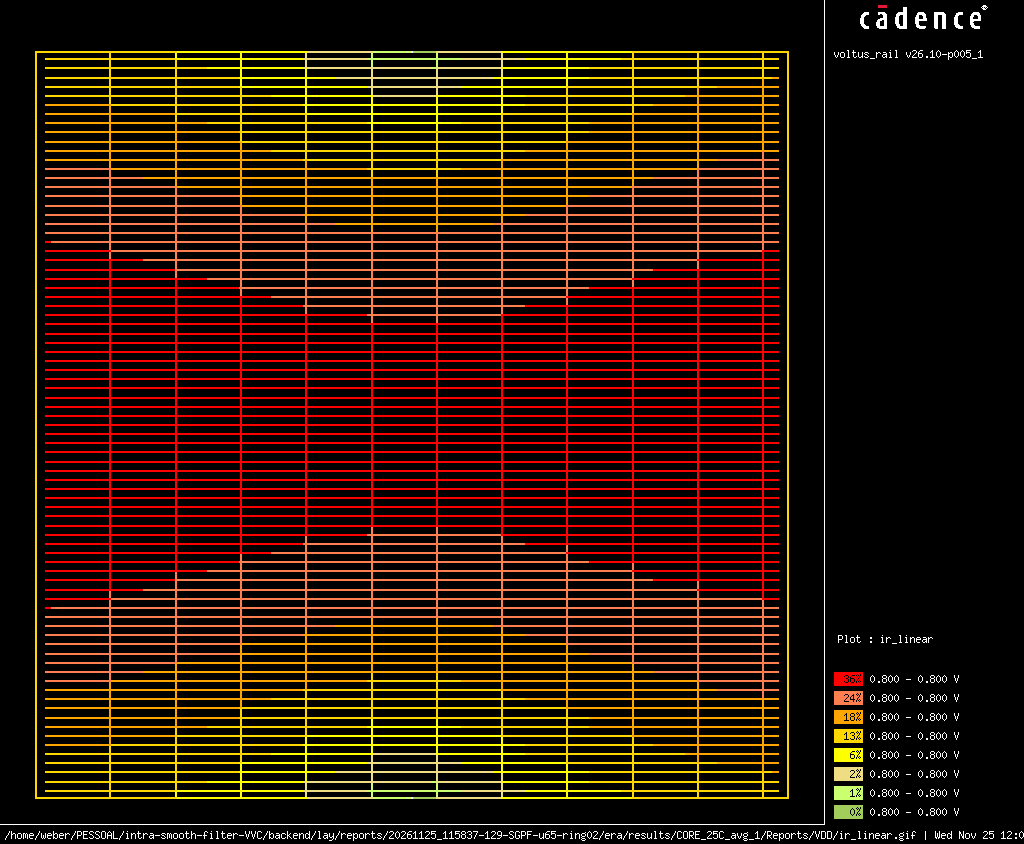 cādence®
voltus_rail v26.10-p005_1
Plot : ir_linear
36% 0.800 - 0.800 V
24% 0.800 - 0.800 V
18% 0.800 - 0.800 V
13% 0.800 - 0.800 V
6% 0.800 - 0.800 V
2% 0.800 - 0.800 V
1% 0.800 - 0.800 V
0% 0.800 - 0.800 V
/home/weber/PESSOAL/intra-smooth-filter-VVC/backend/lay/reports/20261125_115837-129-SGPF-u65-ring02/era/results/CORE_25C_avg_1/Reports/VDD/ir_linear.gif | Wed Nov 25 12:0